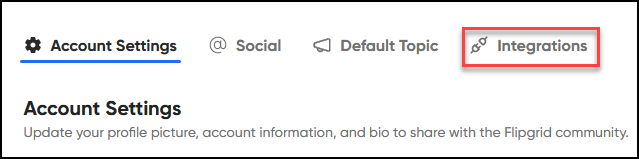 Account Settings Social Default Topic Integrations
Account Settings
Update your profile picture, account information, and bio to share with the Flipgrid community.